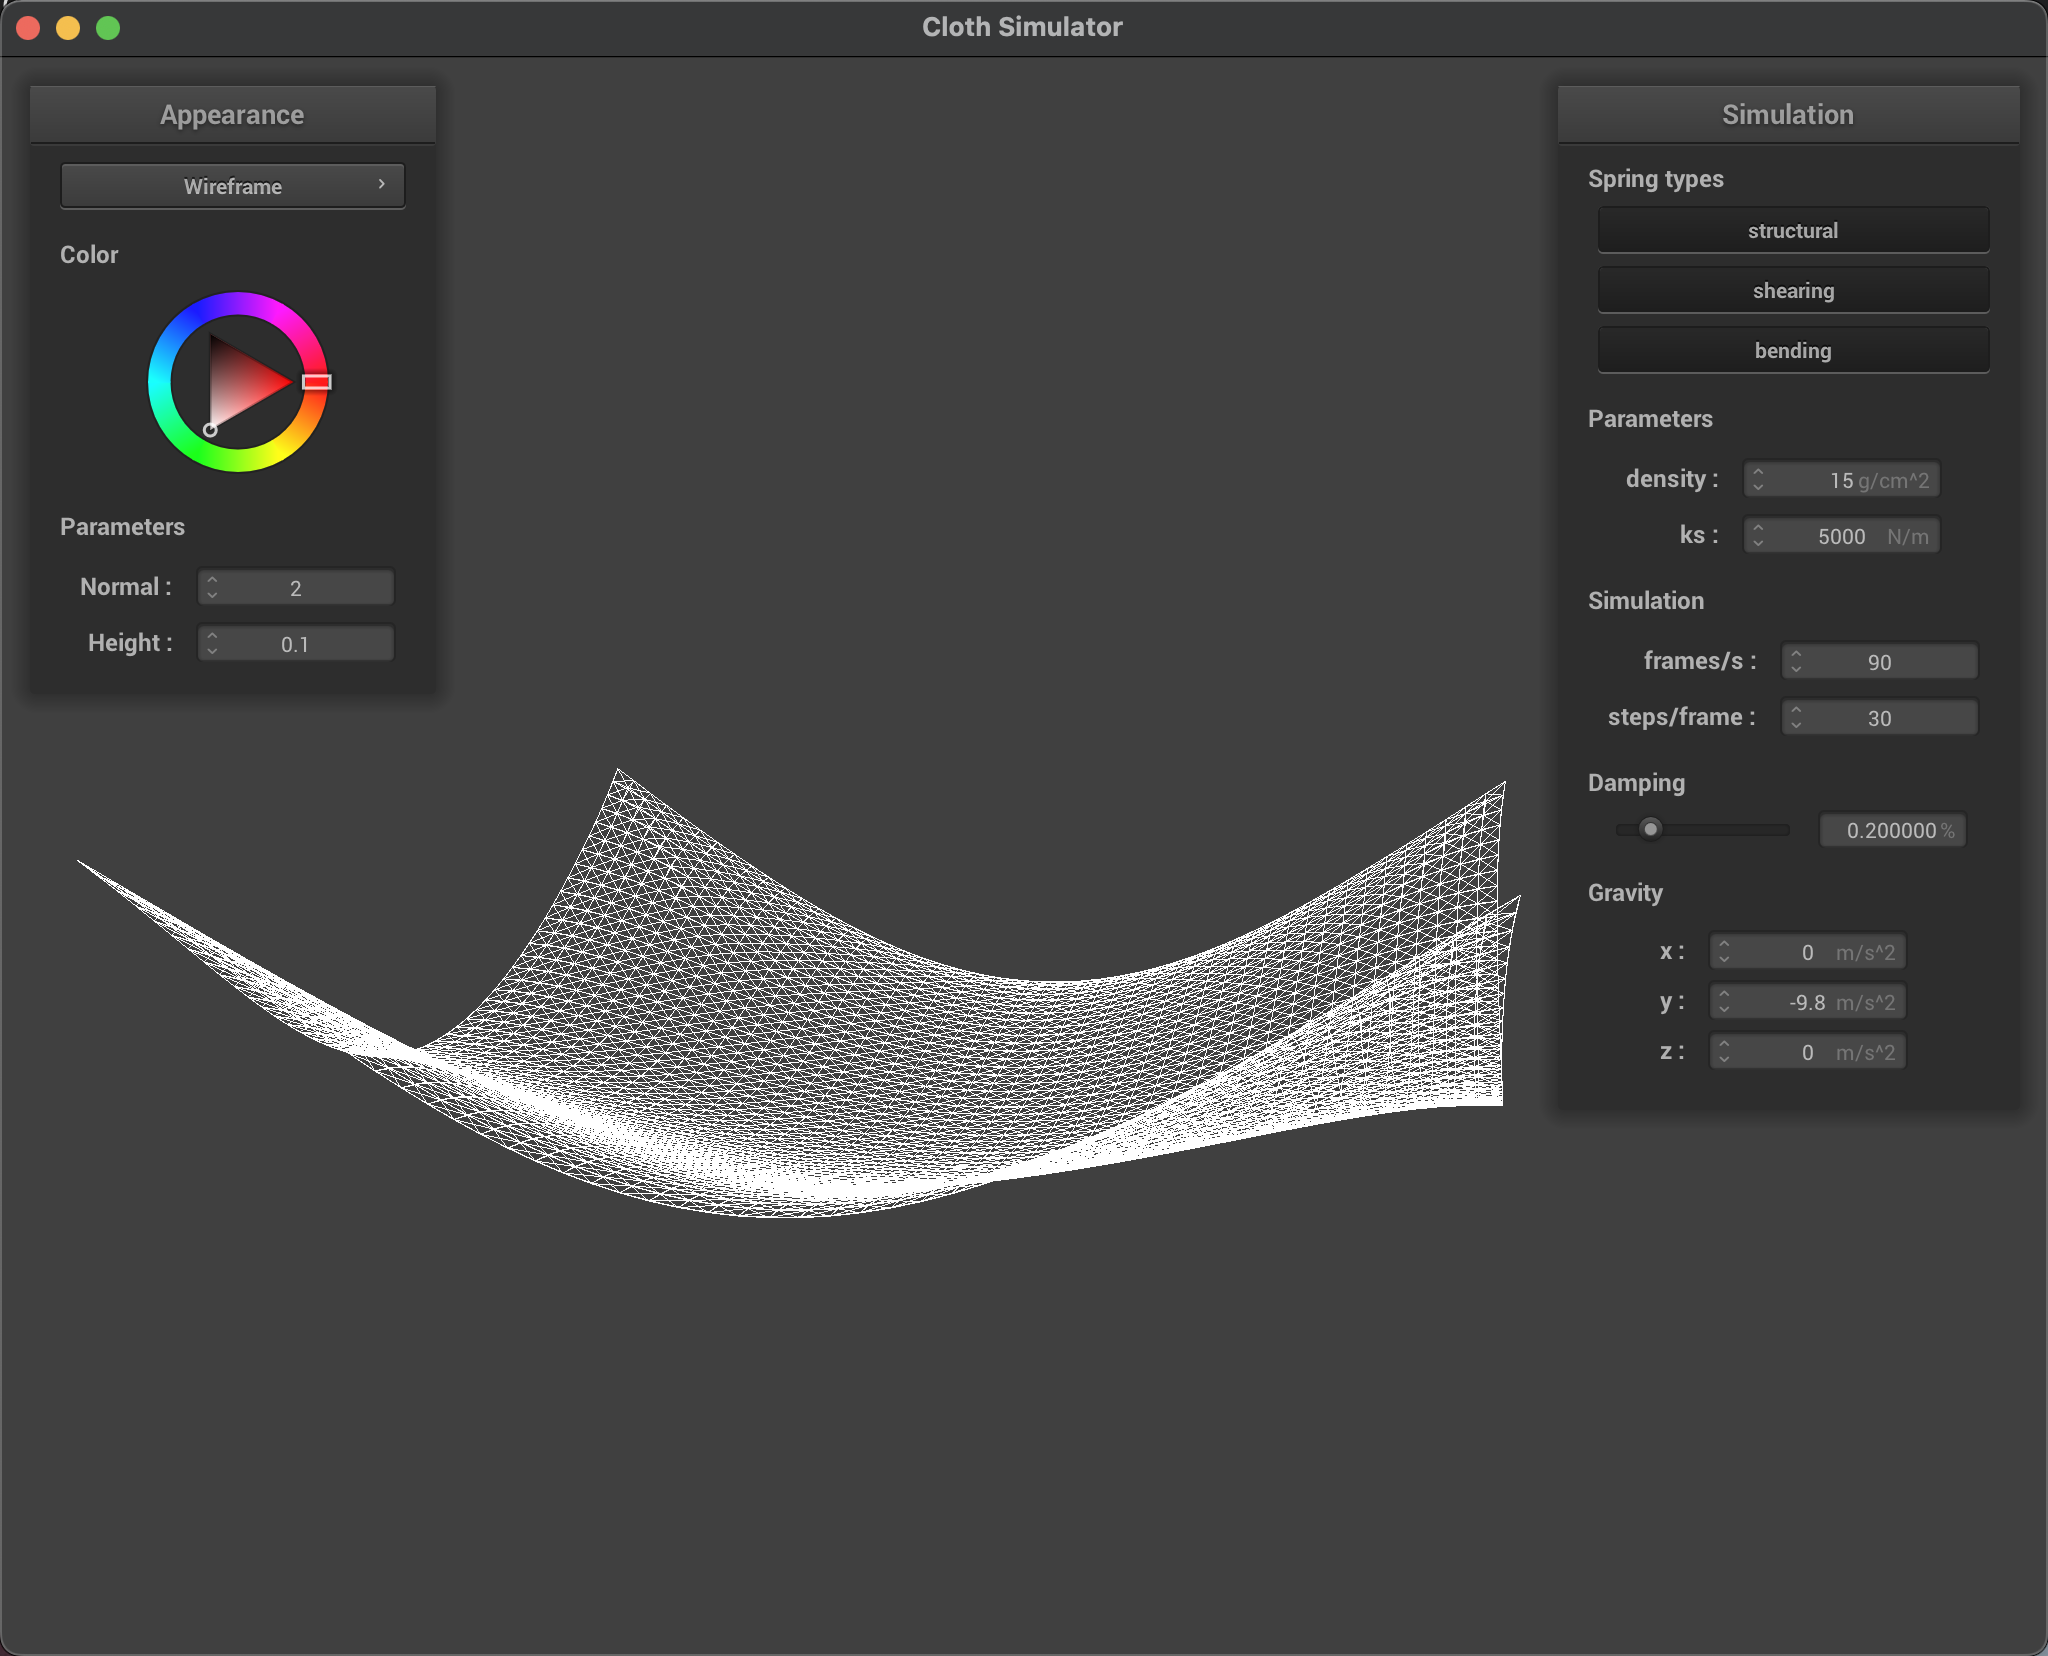 Cloth Simulator
Appearance
Wireframe
Color
Parameters
Normal : 2
Height : 0.1
Simulation
Spring types
structural
shearing
bending
Parameters
density : 15 g/cm^2
ks : 5000 N/m
Simulation
frames/s : 90
steps/frame : 30
Damping
0.200000 %
Gravity
x : 0 m/s^2
y : -9.8 m/s^2
z : 0 m/s^2